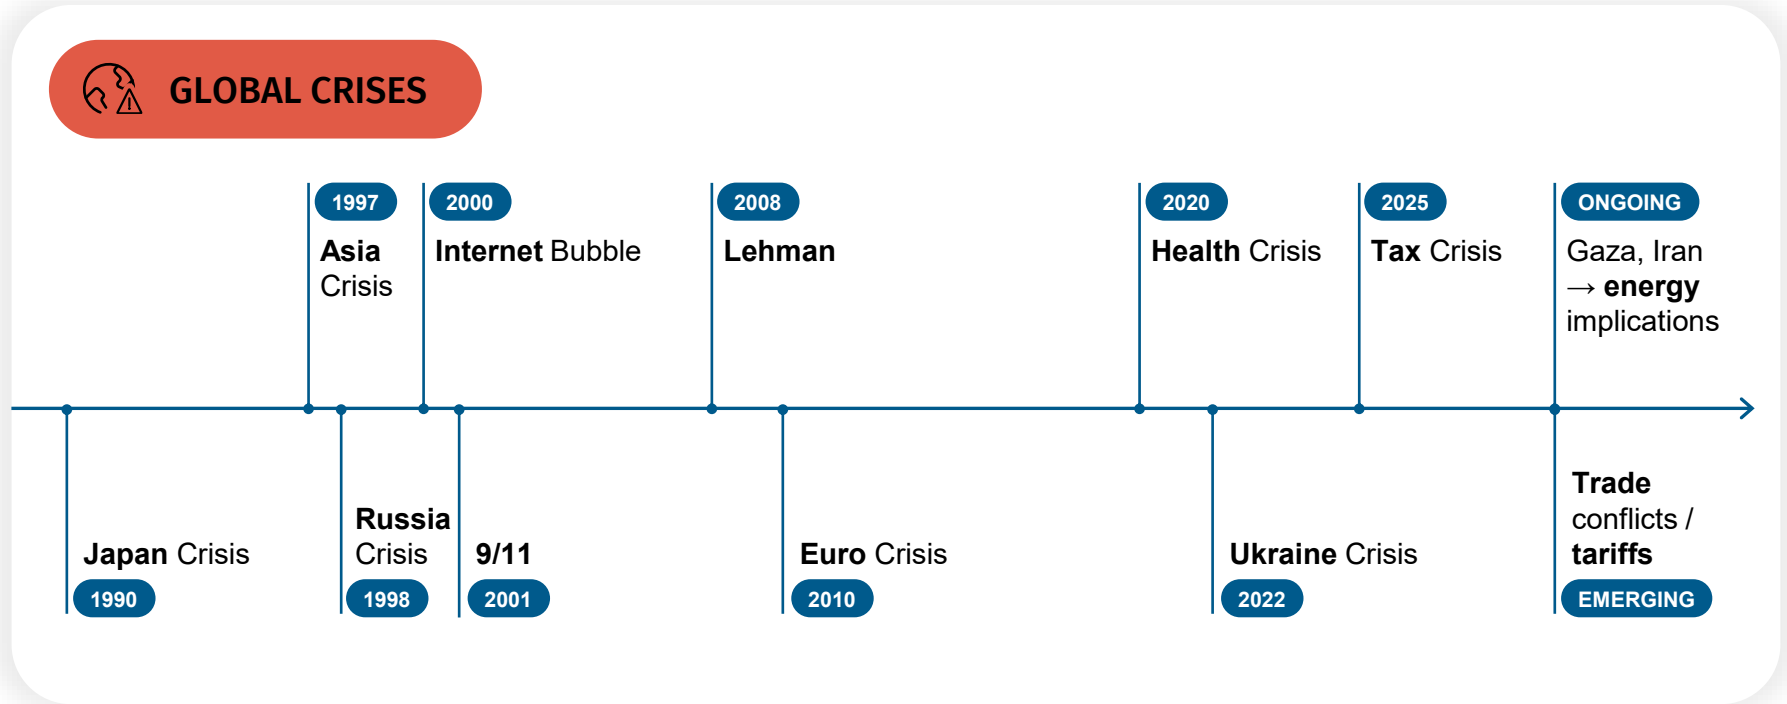 GLOBAL CRISES
1997
Asia
Crisis
2000
Internet Bubble
2008
Lehman
2020
Health Crisis
2025
Tax Crisis
ONGOING
Gaza, Iran
→ energy
implications
Japan Crisis
1990
Russia
Crisis
1998
9/11
2001
Euro Crisis
2010
Ukraine Crisis
2022
Trade
conflicts /
tariffs
EMERGING